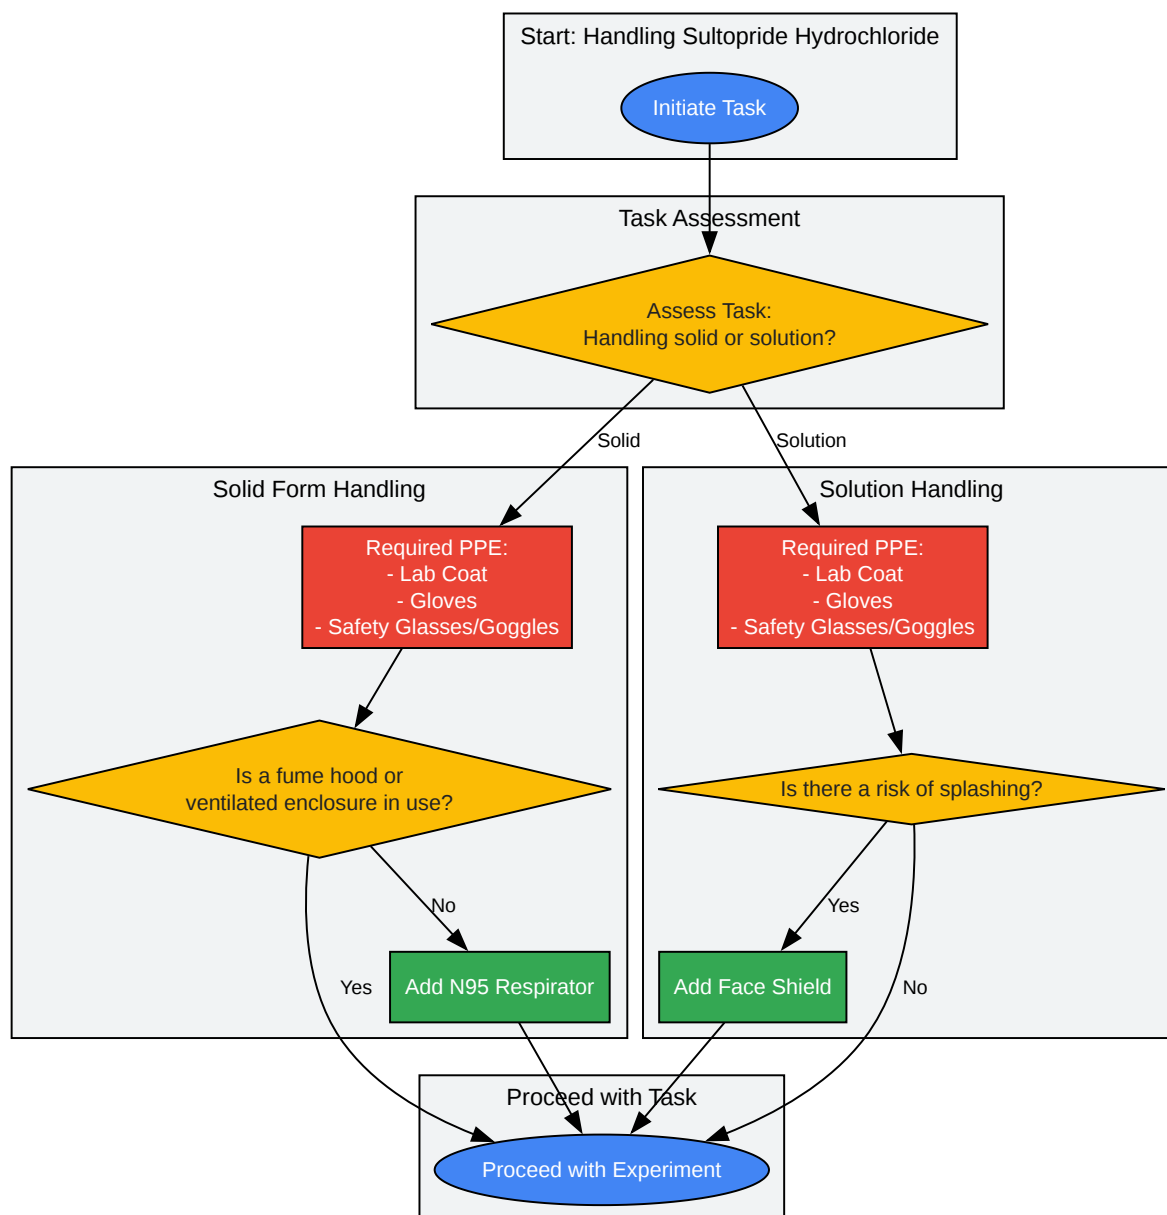 Start: Handling Sultopride Hydrochloride
Initiate Task
Task Assessment
Assess Task:
Handling solid or solution?
Solid
Solution
Solid Form Handling
Required PPE:
- Lab Coat
- Gloves
- Safety Glasses/Goggles
Is a fume hood or
ventilated enclosure in use?
No
Yes
Add N95 Respirator
Solution Handling
Required PPE:
- Lab Coat
- Gloves
- Safety Glasses/Goggles
Is there a risk of splashing?
Yes
No
Add Face Shield
Proceed with Task
Proceed with Experiment